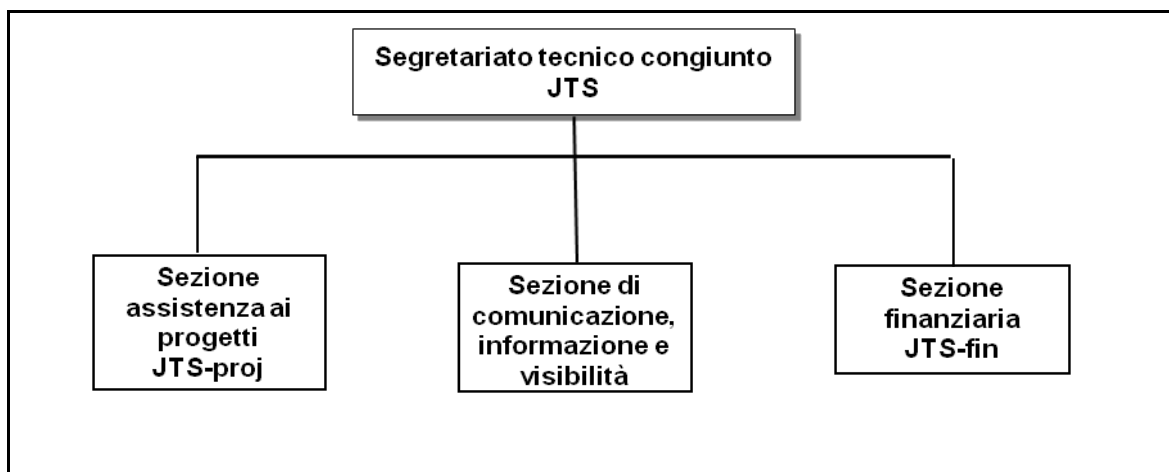 Segretariato tecnico congiunto
JTS
Sezione
assistenza ai
progetti
JTS-proj
Sezione di
comunicazione,
informazione e
visibilità
Sezione
finanziaria
JTS-fin